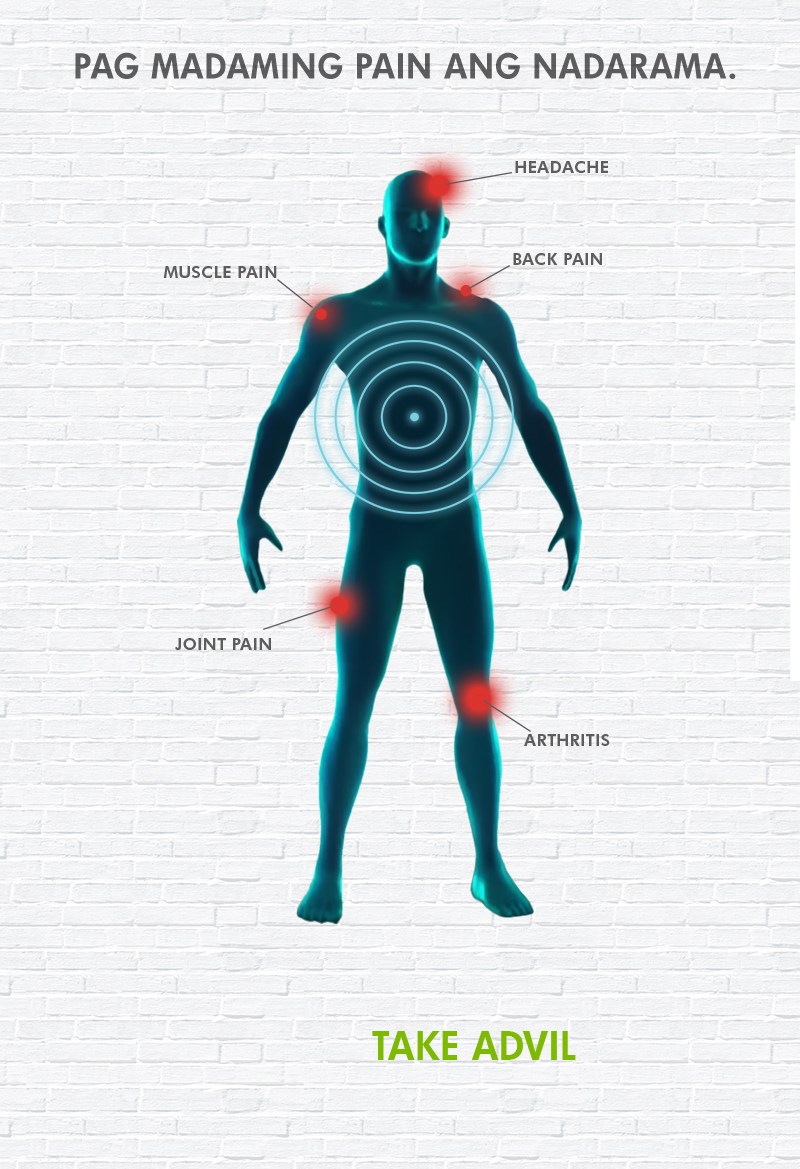 PAG MADAMING PAIN ANG NADARAMA.
HEADACHE
BACK PAIN
MUSCLE PAIN
JOINT PAIN
ARTHRITIS
TAKE ADVIL